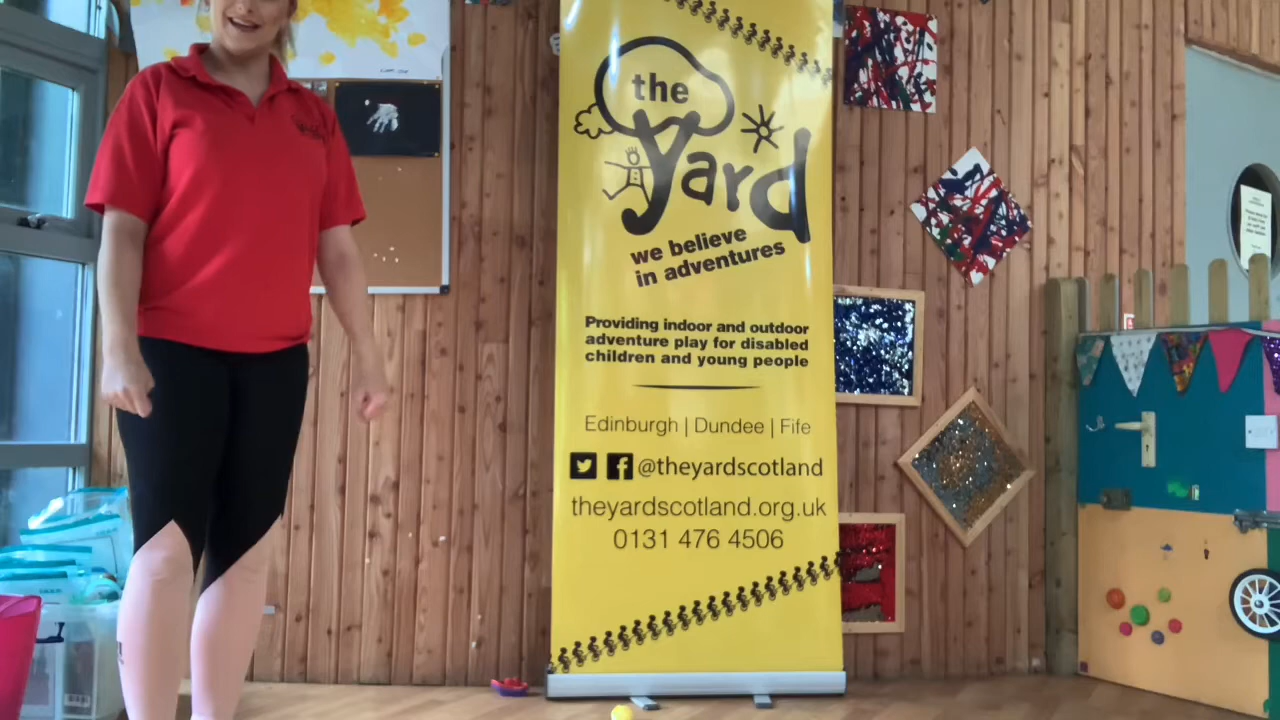 the
yard
we believe
in adventures
Providing indoor and outdoor
adventure play for disabled
children and young people
Edinburgh | Dundee | Fife
@theyardscotland
theyardscotland.org.uk
0131 476 4506